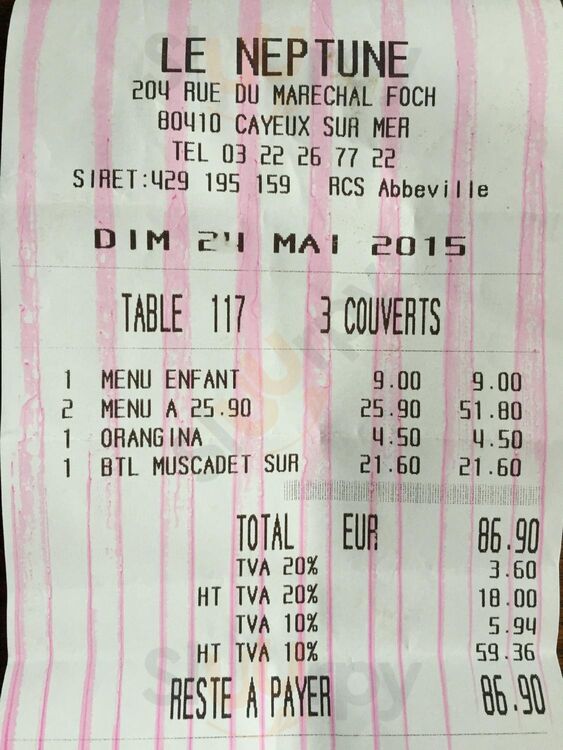 LE NEPTUNE
204 RUE DU MARECHAL FOCH
80410 CAYEUX SUR MER
TEL 03 22 26 77 22
SIRET:429 195 159 RCS Abbeville
DIM 24 MAI 2015
TABLE 117 3 COUVERTS
1 MENU ENFANT 9.00 9.00
2 MENU A 25.90 25.90 51.80
1 ORANGINA 4.50 4.50
1 BTL MUSCADET SUR 21.60 21.60
TOTAL EUR 86.90
TVA 20% 3.60
HT TVA 20% 18.00
TVA 10% 5.94
HT TVA 10% 59.36
RESTE A PAYER 86.90